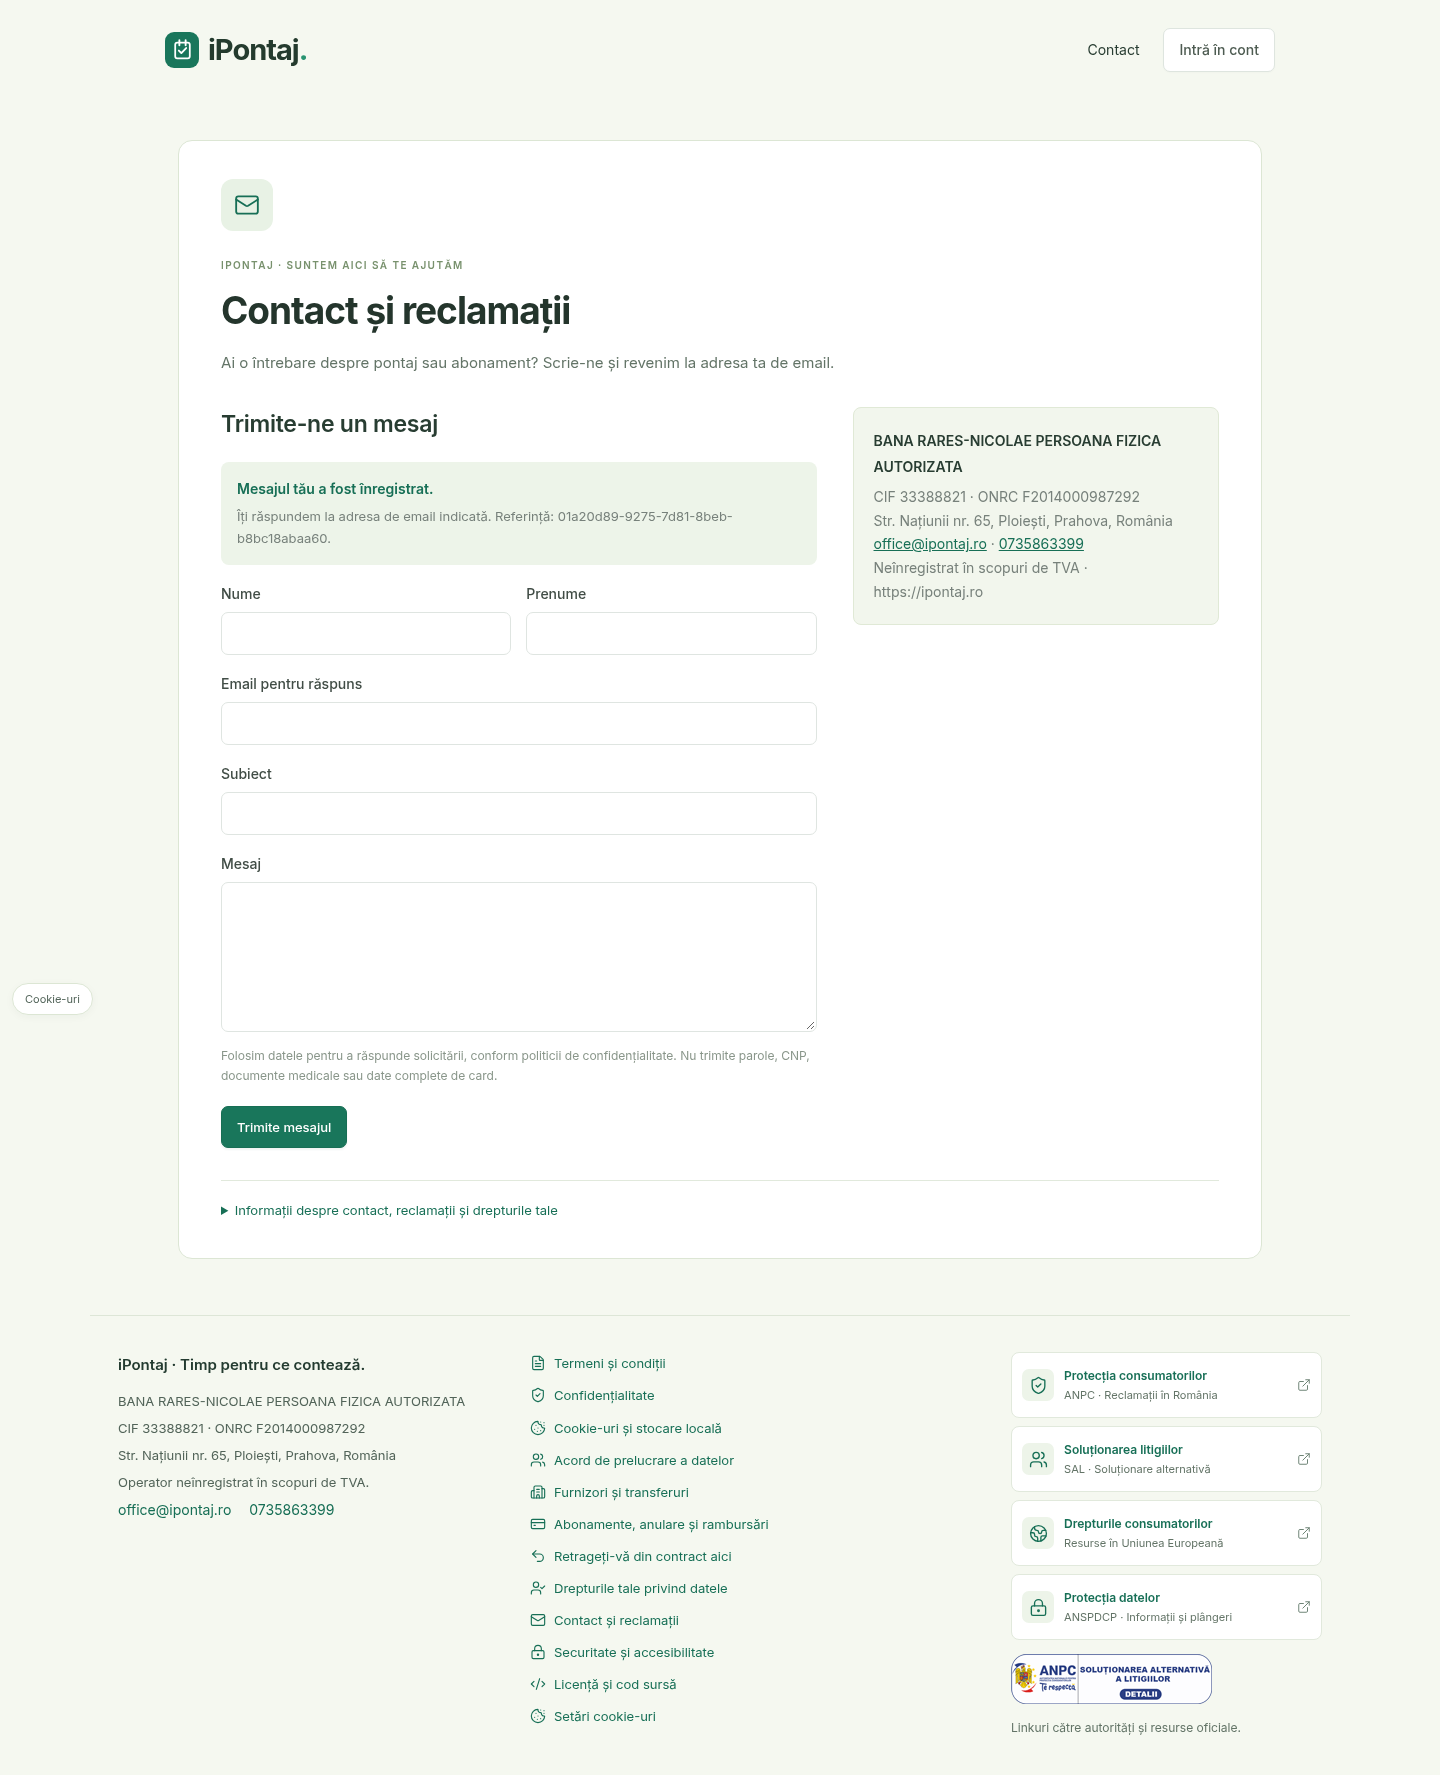 iPontaj.
Contact
Intră în cont
IPONTAJ · SUNTEM AICI SĂ TE AJUTĂM
Contact și reclamații
Ai o întrebare despre pontaj sau abonament? Scrie-ne și revenim la adresa ta de email.
Trimite-ne un mesaj
Mesajul tău a fost înregistrat.
Îți răspundem la adresa de email indicată. Referință: 01a20d89-9275-7d81-8beb-
b8bc18abaa60.
Nume
Prenume
Email pentru răspuns
Subiect
Mesaj
Folosim datele pentru a răspunde solicitării, conform politicii de confidențialitate. Nu trimite parole, CNP,
documente medicale sau date complete de card.
Trimite mesajul
BANA RARES-NICOLAE PERSOANA FIZICA
AUTORIZATA
CIF 33388821 · ONRC F2014000987292
Str. Națiunii nr. 65, Ploiești, Prahova, România
office@ipontaj.ro · 0735863399
Neînregistrat în scopuri de TVA ·
https://ipontaj.ro
Informații despre contact, reclamații și drepturile tale
Cookie-uri
iPontaj · Timp pentru ce contează.
BANA RARES-NICOLAE PERSOANA FIZICA AUTORIZATA
CIF 33388821 · ONRC F2014000987292
Str. Națiunii nr. 65, Ploiești, Prahova, România
Operator neînregistrat în scopuri de TVA.
office@ipontaj.ro 0735863399
Termeni și condiții
Confidențialitate
Cookie-uri și stocare locală
Acord de prelucrare a datelor
Furnizori și transferuri
Abonamente, anulare și rambursări
Retrageți-vă din contract aici
Drepturile tale privind datele
Contact și reclamații
Securitate și accesibilitate
Licență și cod sursă
Setări cookie-uri
Protecția consumatorilor
ANPC · Reclamații în România
Soluționarea litigiilor
SAL · Soluționare alternativă
Drepturile consumatorilor
Resurse în Uniunea Europeană
Protecția datelor
ANSPDCP · Informații și plângeri
ANPC
Te respectă
SOLUȚIONAREA ALTERNATIVĂ
A LITIGIILOR
DETALII
Linkuri către autorități și resurse oficiale.